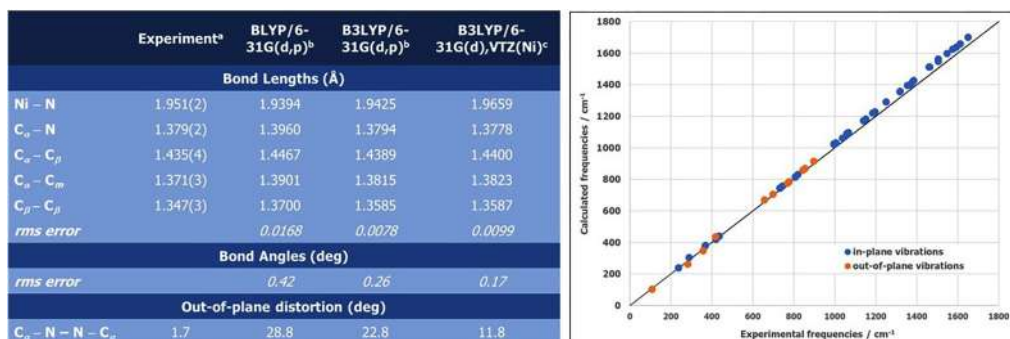 Experimentᵃ BLYP/6-31G(d,p)ᵇ B3LYP/6-31G(d,p)ᵇ B3LYP/6-31G(d),VTZ(Ni)ᶜ
Bond Lengths (Å)
Ni – N 1.951(2) 1.9394 1.9425 1.9659
Cα – N 1.379(2) 1.3960 1.3794 1.3778
Cα – Cβ 1.435(4) 1.4467 1.4389 1.4400
Cα – Cm 1.371(3) 1.3901 1.3815 1.3823
Cβ – Cβ 1.347(3) 1.3700 1.3585 1.3587
rms error 0.0168 0.0078 0.0099
Bond Angles (deg)
rms error 0.42 0.26 0.17
Out-of-plane distortion (deg)
Cα – N – N – Cα 1.7 28.8 22.8 11.8
Calculated frequencies / cm⁻¹
1800
1600
1400
1200
1000
800
600
400
200
0
in-plane vibrations
out-of-plane vibrations
0 200 400 600 800 1000 1200 1400 1600 1800
Experimental frequencies / cm⁻¹